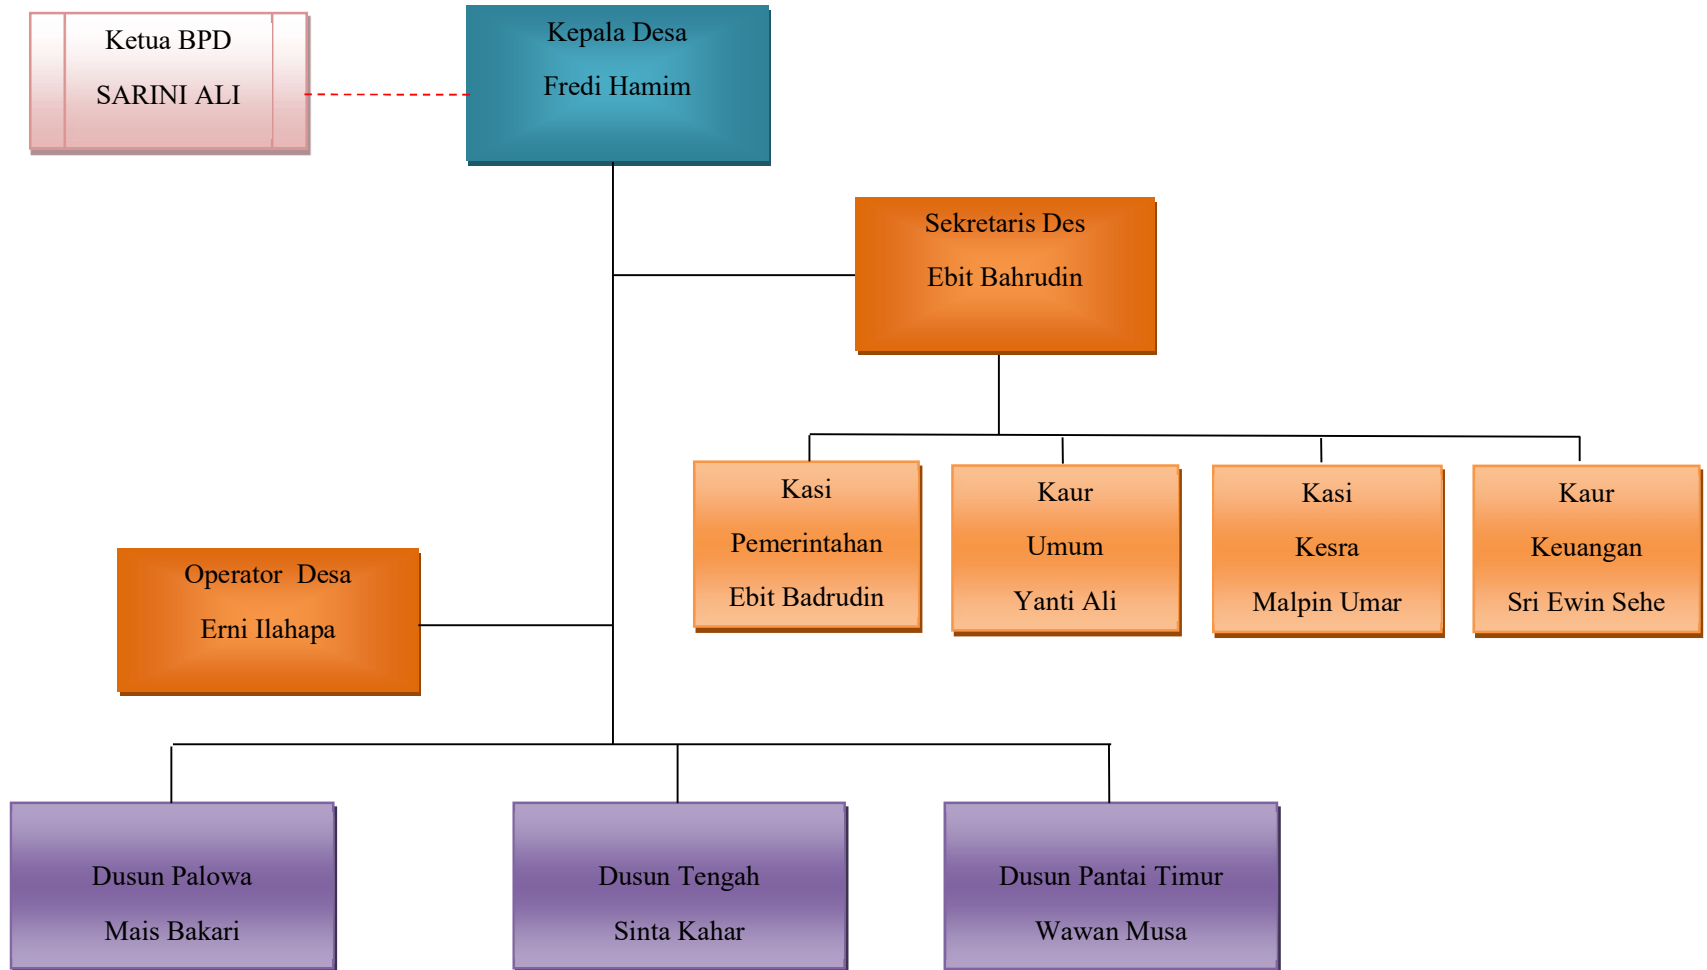 Ketua BPD
SARINI ALI
Kepala Desa
Fredi Hamim
Sekretaris Des
Ebit Bahrudin
Kasi
Pemerintahan
Ebit Badrudin
Kaur
Umum
Yanti Ali
Kasi
Kesra
Malpin Umar
Kaur
Keuangan
Sri Ewin Sehe
Operator Desa
Erni Ilahapa
Dusun Palowa
Mais Bakari
Dusun Tengah
Sinta Kahar
Dusun Pantai Timur
Wawan Musa